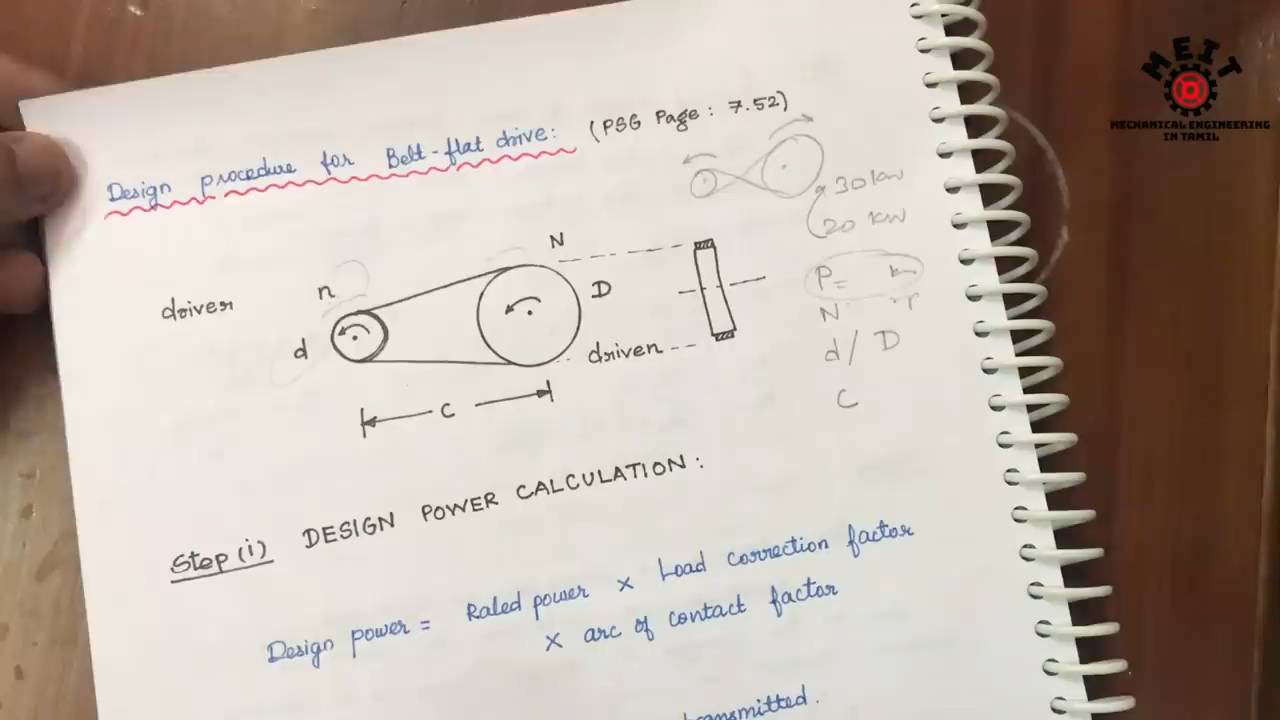 MEIT
MECHANICAL ENGINEERING
IN TAMIL
Design procedure for Belt-flat drive: (PSG Page: 7.52)
30 kw
20 kw
N
n
D
driver
P= kw
N
d
driven
d / D
C
C
Step (i) DESIGN POWER CALCULATION:
Design power = Rated power x Load correction factor
x arc of contact factor
transmitted.